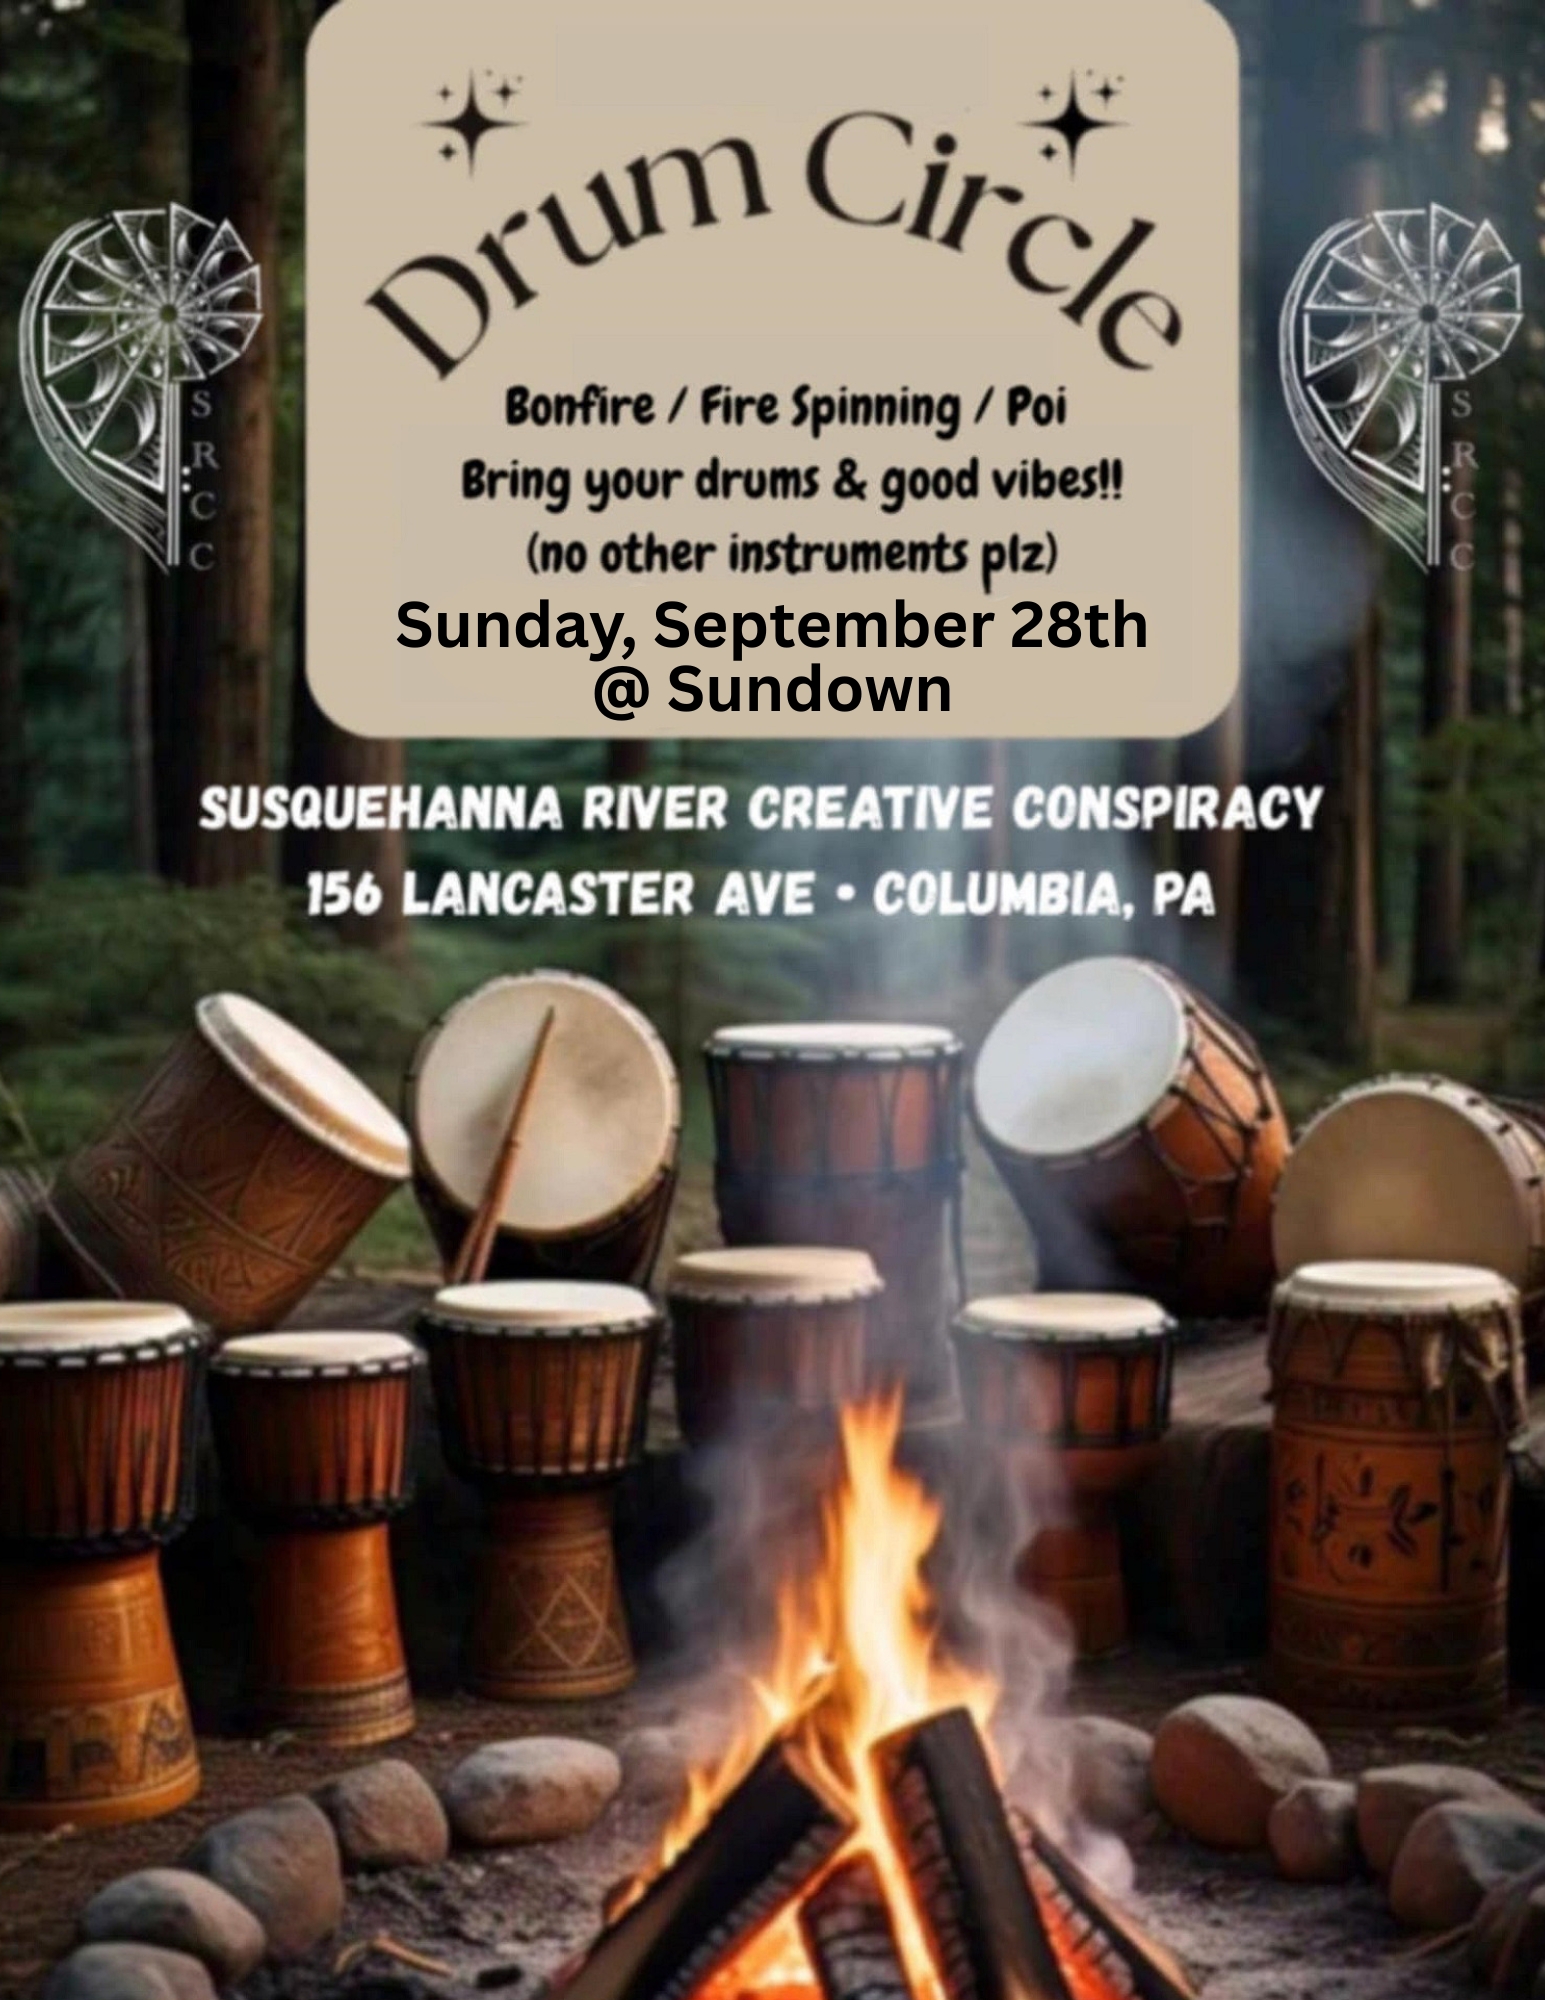 Drum Circle
Bonfire / Fire Spinning / Poi
Bring your drums & good vibes!!
(no other instruments plz)
Sunday, September 28th
@ Sundown
S
R
C
C
S
R
C
C
SUSQUEHANNA RIVER CREATIVE CONSPIRACY
156 LANCASTER AVE • COLUMBIA, PA